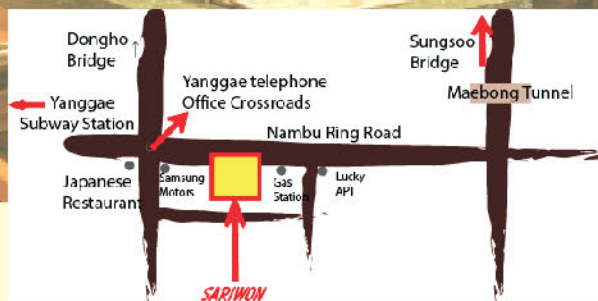 Dongho
Bridge
Sungsoo
Bridge
Yanggae telephone
Office Crossroads
Maebong Tunnel
Yanggae
Subway Station
Nambu Ring Road
Japanese
Restaurant
Samsung
Motors
Gas
Station
Lucky
APT
SARIWON